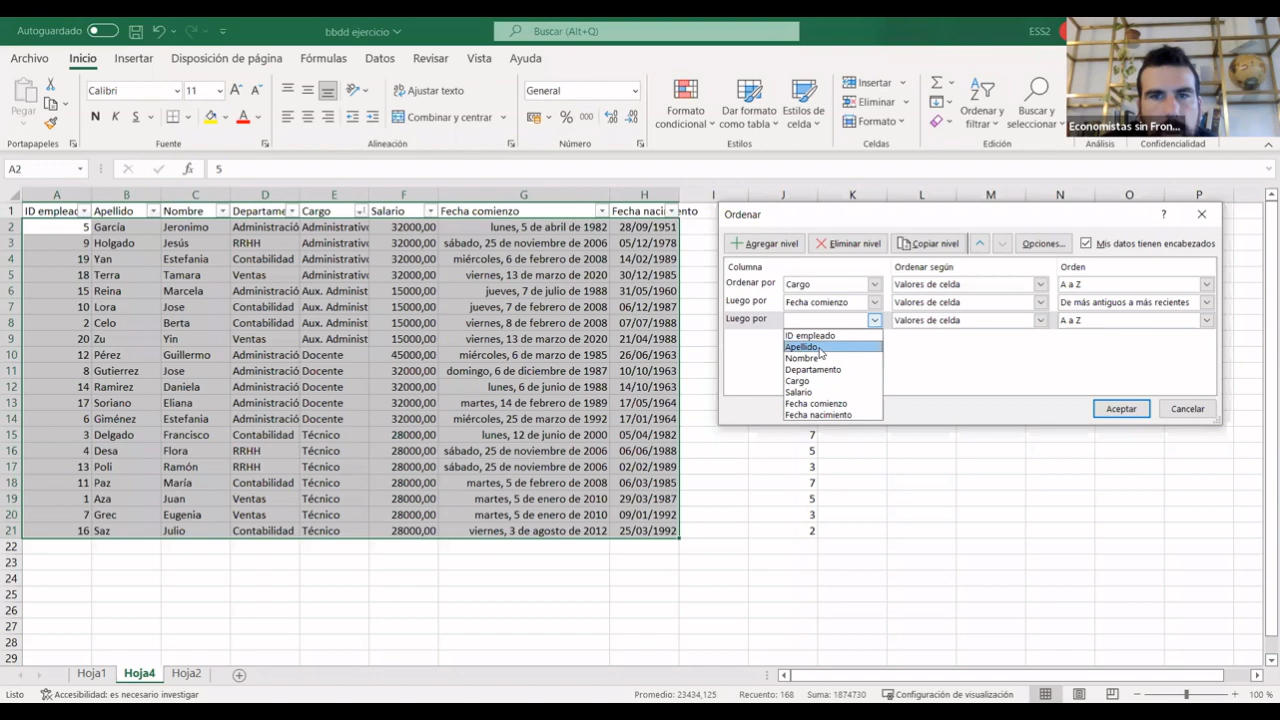 Autoguardado bbdd ejercicio Buscar (Alt+Q) ESS2
Archivo Inicio Insertar Disposición de página Fórmulas Datos Revisar Vista Ayuda
Pegar Calibri 11 Ajustar texto General Formato condicional Dar formato como tabla Estilos de celda Insertar Ordenar y filtrar Buscar y seleccionar
N K S Combinar y centrar % 000 Eliminar
Formato
Economistas sin Fron...
Portapapeles Fuente Alineación Número Estilos Celdas Edición Análisis Confidencialidad
A2 fx 5
A B C D E F G H I J K L M N O P
1 ID emplead Apellido Nombre Departame Cargo Salario Fecha comienzo Fecha naci ento
2 5 García Jeronimo Administració Administrativo 32000,00 lunes, 5 de abril de 1982 28/09/1951
3 9 Holgado Jesús RRHH Administrativo 32000,00 sábado, 25 de noviembre de 2006 05/12/1978
4 19 Yan Estefania Contabilidad Administrativo 32000,00 miércoles, 6 de febrero de 2008 14/02/1989
5 18 Terra Tamara Ventas Administrativo 32000,00 viernes, 13 de marzo de 2020 30/12/1985
6 15 Reina Marcela Administració Aux. Administ 15000,00 jueves, 7 de julio de 1988 31/05/1960
7 10 Lora Jose Contabilidad Aux. Administ 15000,00 jueves, 7 de febrero de 2008 06/03/1986
8 2 Celo Berta Contabilidad Aux. Administ 15000,00 viernes, 8 de febrero de 2008 07/07/1988
9 20 Zin Yin Ventas Aux. Administ 15000,00 viernes, 13 de marzo de 2020 21/04/1988
10 12 Pérez Guillermo Administració Docente 45000,00 miércoles, 6 de marzo de 1985 26/06/1963
11 8 Gutierrez Jose Administració Docente 32000,00 domingo, 6 de diciembre de 1987 10/10/1963
12 14 Ramirez Daniela Administració Docente 32000,00 lunes, 6 de junio de 1988 14/10/1963
13 17 Soriano Eliana Administració Docente 32000,00 martes, 14 de febrero de 1989 17/05/1964
14 6 Giménez Estefania Administració Docente 32000,00 miércoles, 25 de marzo de 1992 17/01/1964
15 3 Delgado Francisco Contabilidad Técnico 28000,00 lunes, 12 de junio de 2000 05/04/1982 7
16 4 Desa Flora RRHH Técnico 28000,00 sábado, 25 de noviembre de 2006 06/06/1988 5
17 13 Poli Ramón RRHH Técnico 28000,00 sábado, 25 de noviembre de 2006 02/02/1989 3
18 11 Paz María Contabilidad Técnico 28000,00 martes, 5 de febrero de 2008 06/03/1985 7
19 1 Aza Juan Ventas Técnico 28000,00 martes, 5 de enero de 2010 29/03/1987 5
20 7 Grec Eugenia Ventas Técnico 28000,00 martes, 5 de enero de 2010 09/01/1992 3
21 16 Saz Julio Contabilidad Técnico 28000,00 viernes, 3 de agosto de 2012 25/03/1992 2
22
23
24
25
26
27
28
29
Ordenar ? ×
Agregar nivel Eliminar nivel Copiar nivel Opciones... Mis datos tienen encabezados
Columna Ordenar según Orden
Ordenar por Cargo Valores de celda A a Z
Luego por Fecha comienzo Valores de celda De más antiguos a más recientes
Luego por Valores de celda A a Z
ID empleado
Apellido
Nombre
Departamento
Cargo
Salario
Fecha comienzo
Fecha nacimiento
Aceptar Cancelar
Hoja1 Hoja4 Hoja2
Listo Accesibilidad: es necesario investigar Promedio: 23434,125 Recuento: 168 Suma: 1874730 Configuración de visualización 100 %